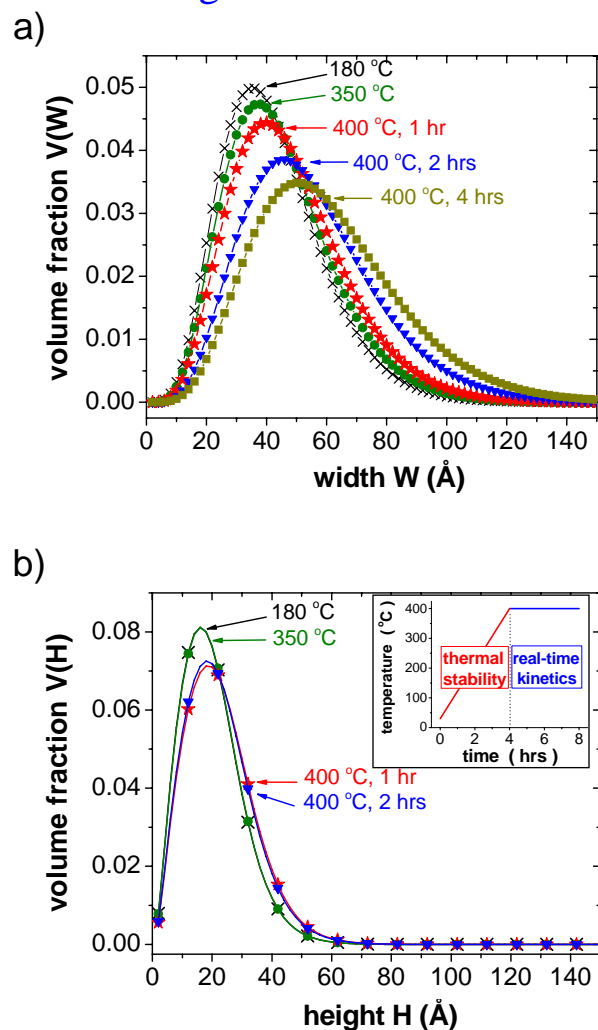 a)
180 °C
350 °C
400 °C, 1 hr
400 °C, 2 hrs
400 °C, 4 hrs
0.05
0.04
0.03
0.02
0.01
0.00
volume fraction V(W)
0 20 40 60 80 100 120 140
width W (Å)
b)
180 °C
350 °C
400 °C, 1 hr
400 °C, 2 hrs
0.08
0.06
0.04
0.02
0.00
volume fraction V(H)
0 20 40 60 80 100 120 140
height H (Å)
temperature ( °C)
400
300
200
100
0
thermal stability
real-time kinetics
0 2 4 6 8
time ( hrs)